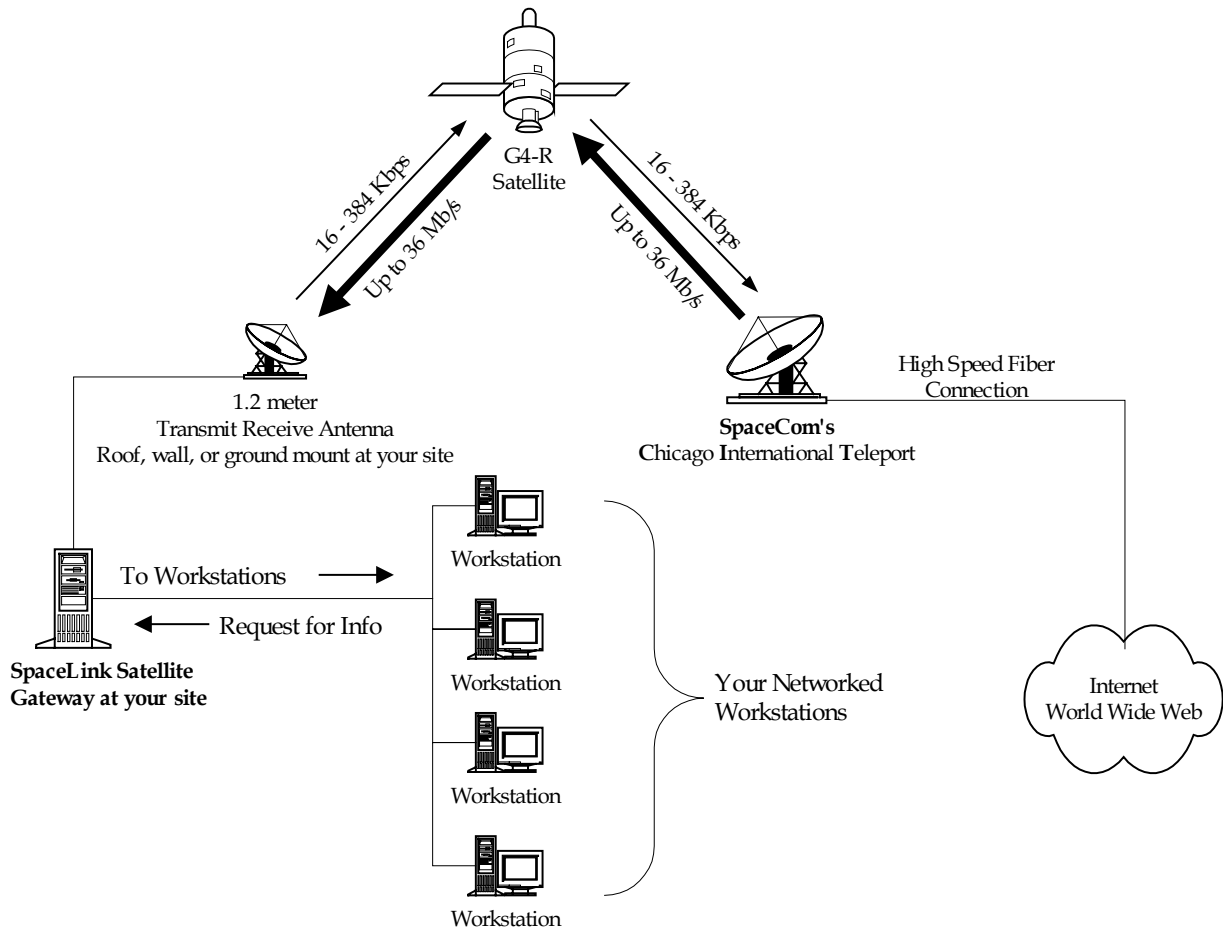 G4-R
Satellite
16 - 384 Kbps
Up to 36 Mb/s
16 - 384 Kbps
Up to 36 Mb/s
1.2 meter
Transmit Receive Antenna
Roof, wall, or ground mount at your site
SpaceCom's
Chicago International Teleport
High Speed Fiber
Connection
To Workstations
Request for Info
SpaceLink Satellite
Gateway at your site
Workstation
Workstation
Workstation
Workstation
Your Networked
Workstations
Internet
World Wide Web